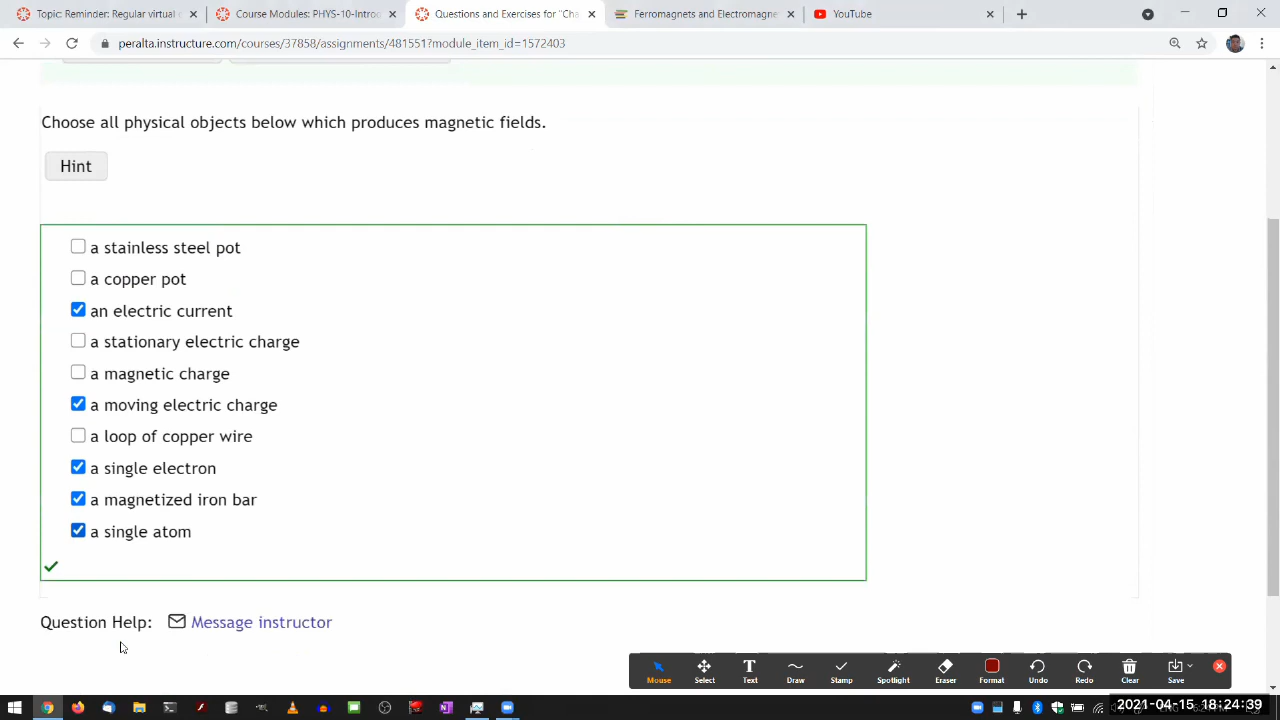 Topic: Reminder: Regular virtual c
Course Modules: PHYS-10-Intro
Questions and Exercises for "Cha
Ferromagnets and Electromagne
YouTube
peralta.instructure.com/courses/37858/assignments/481551?module_item_id=1572403
Choose all physical objects below which produces magnetic fields.
Hint
a stainless steel pot
a copper pot
an electric current
a stationary electric charge
a magnetic charge
a moving electric charge
a loop of copper wire
a single electron
a magnetized iron bar
a single atom
Question Help: Message instructor
Mouse Select Text Draw Stamp Spotlight Eraser Format Undo Redo Clear Save
2021-04-15 18:24:39